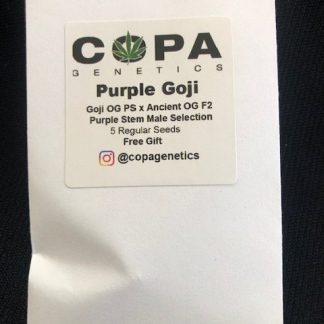 COPA
GENETICS
Purple Goji
Goji OG PS x Ancient OG F2
Purple Stem Male Selection
5 Regular Seeds
Free Gift
@copagenetics